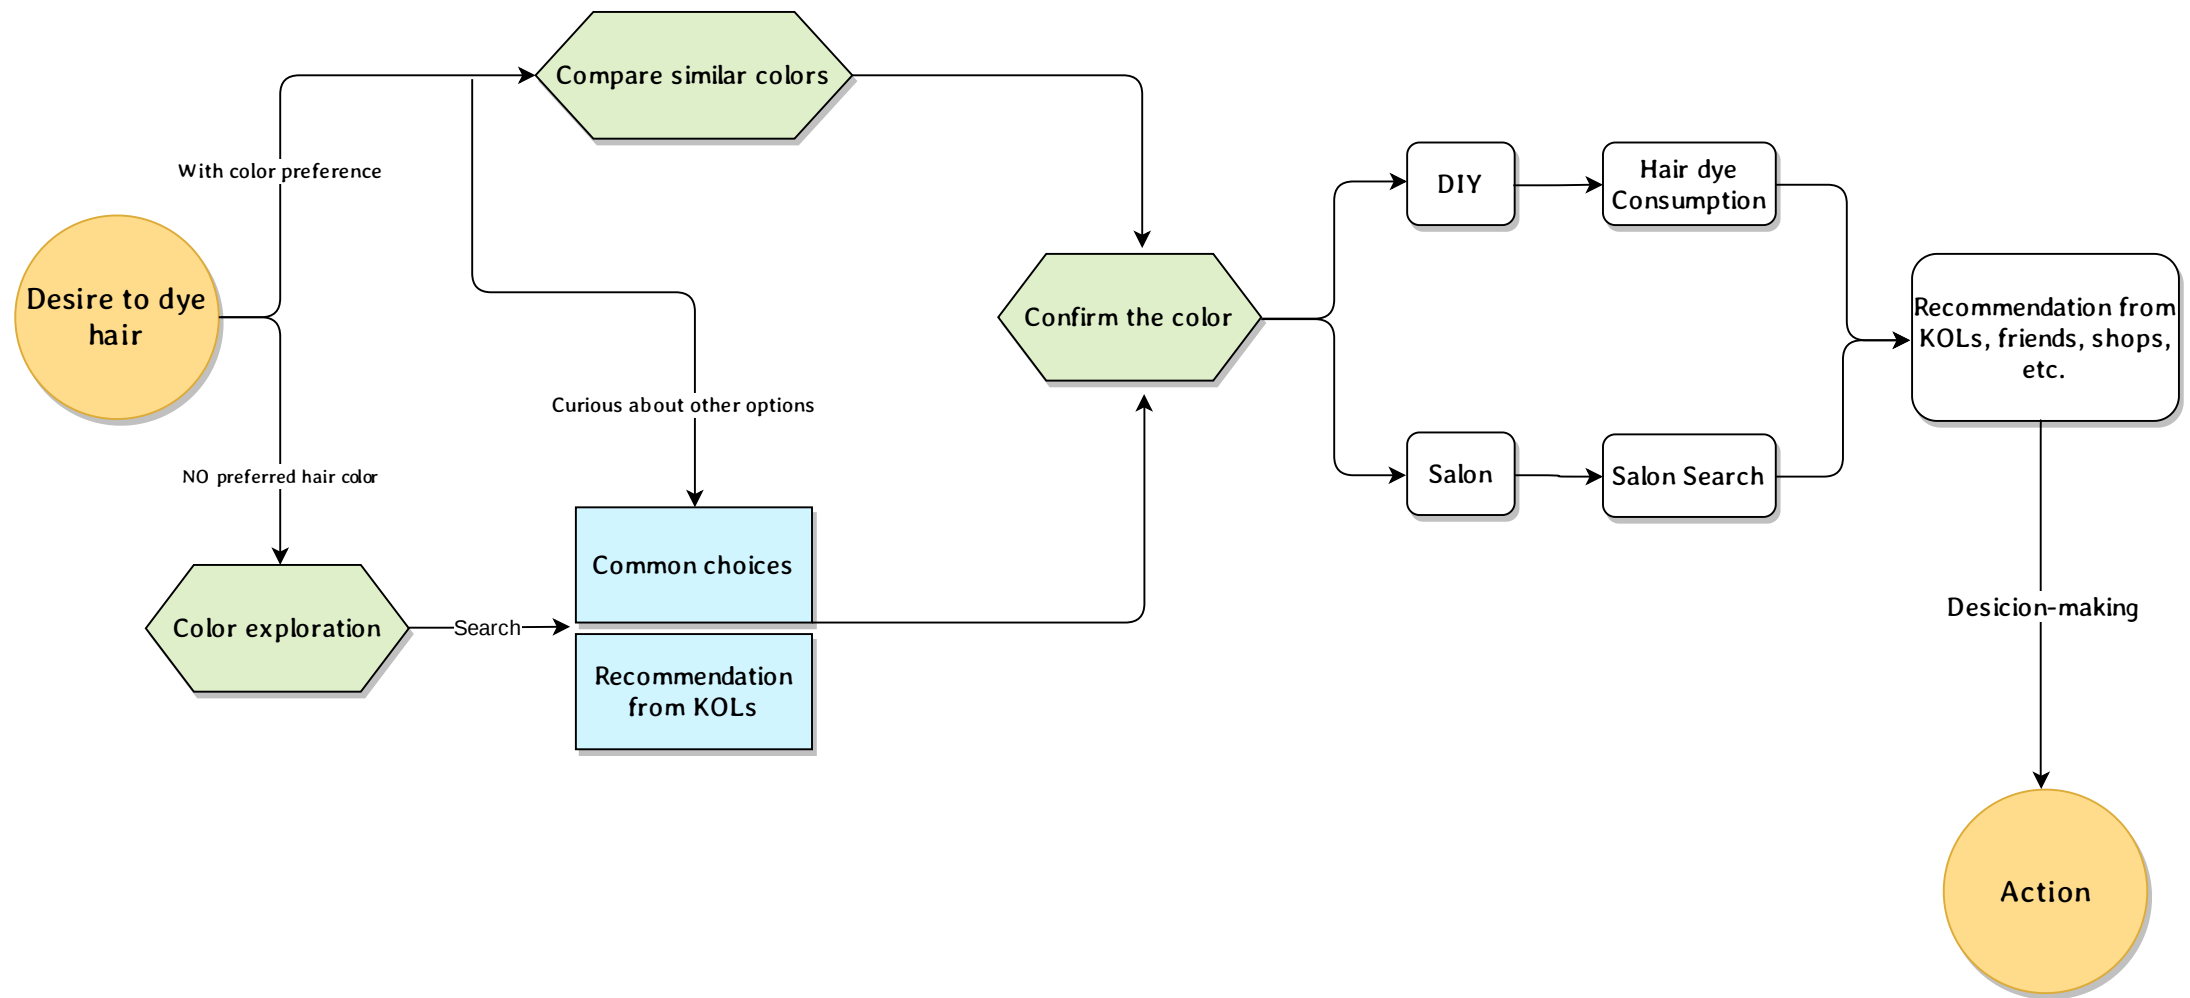 Compare similar colors
With color preference
Desire to dye
hair
NO preferred hair color
Color exploration
Search
Curious about other options
Common choices
Recommendation
from KOLs
Confirm the color
DIY
Hair dye
Consumption
Salon
Salon Search
Recommendation from
KOLs, friends, shops,
etc.
Desicion-making
Action